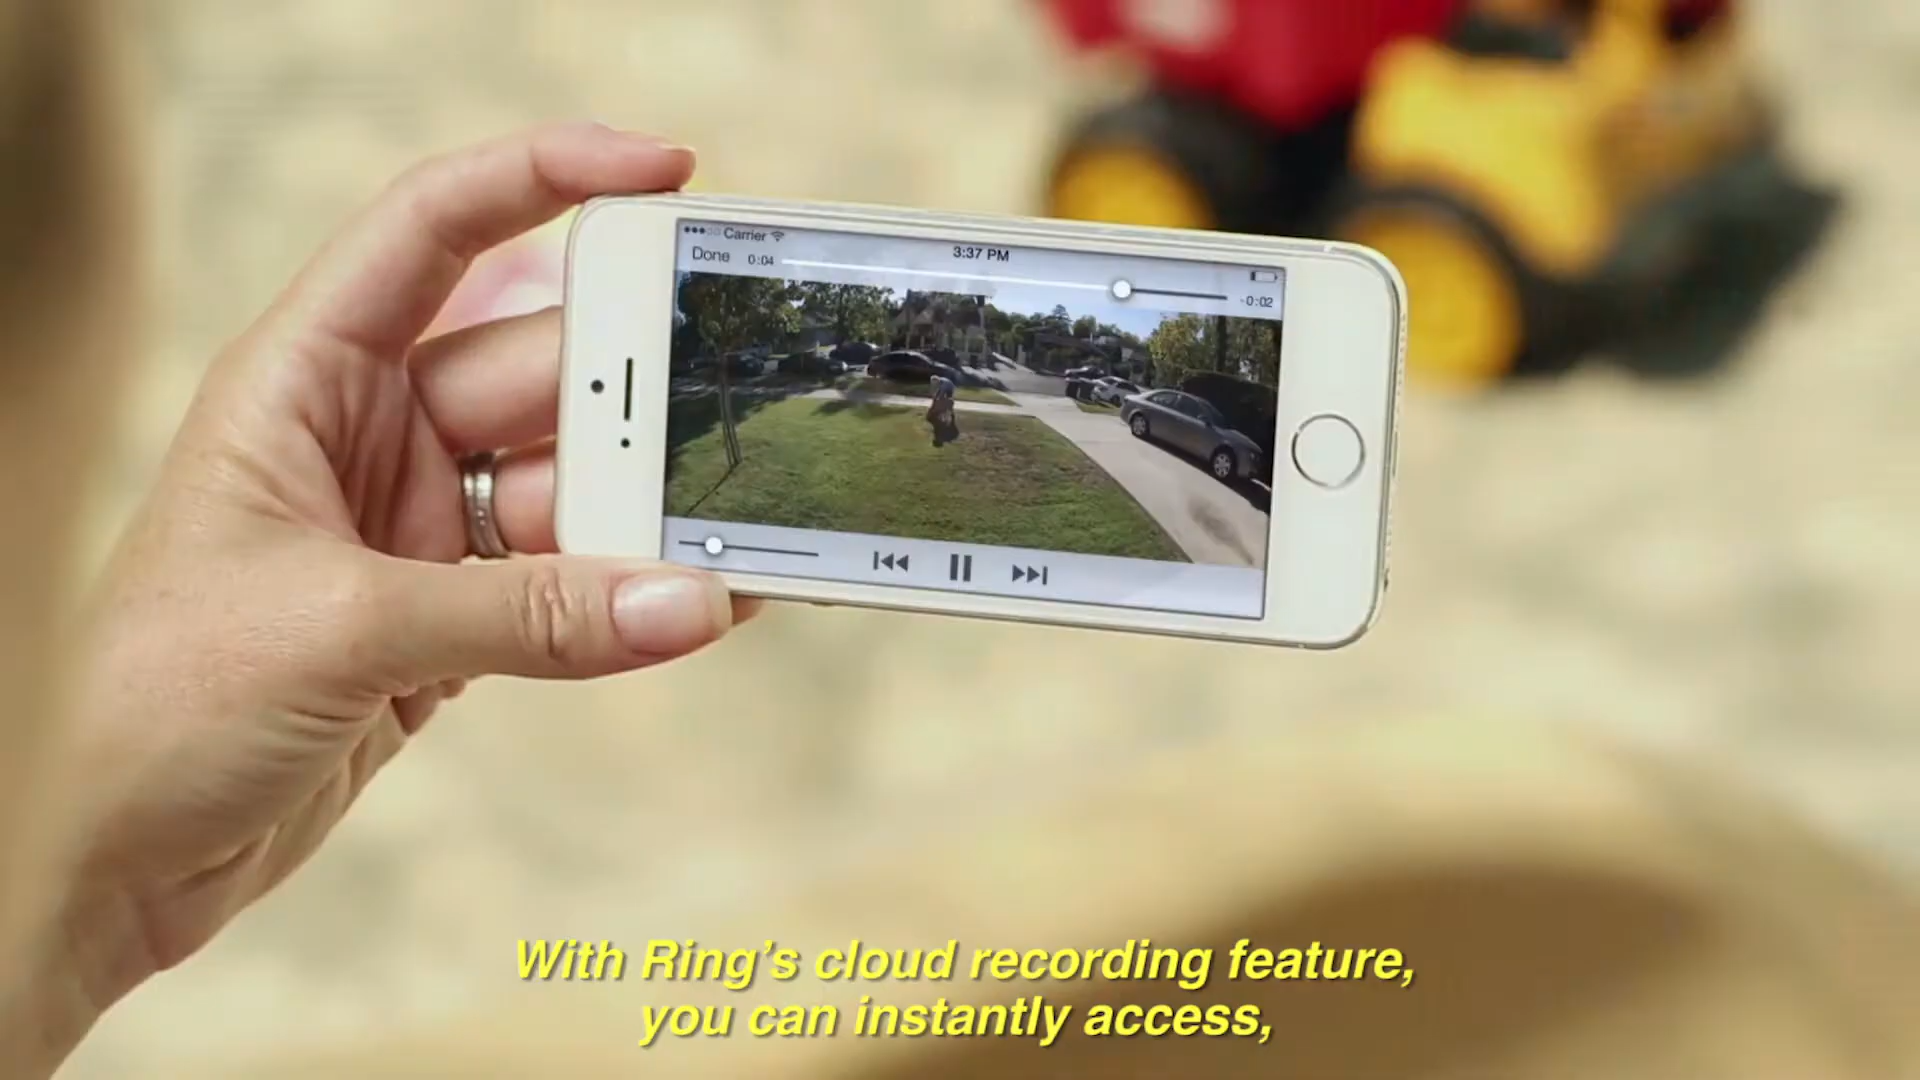 Carrier
3:37 PM
Done 0:04
-0:02
With Ring’s cloud recording feature,
you can instantly access,